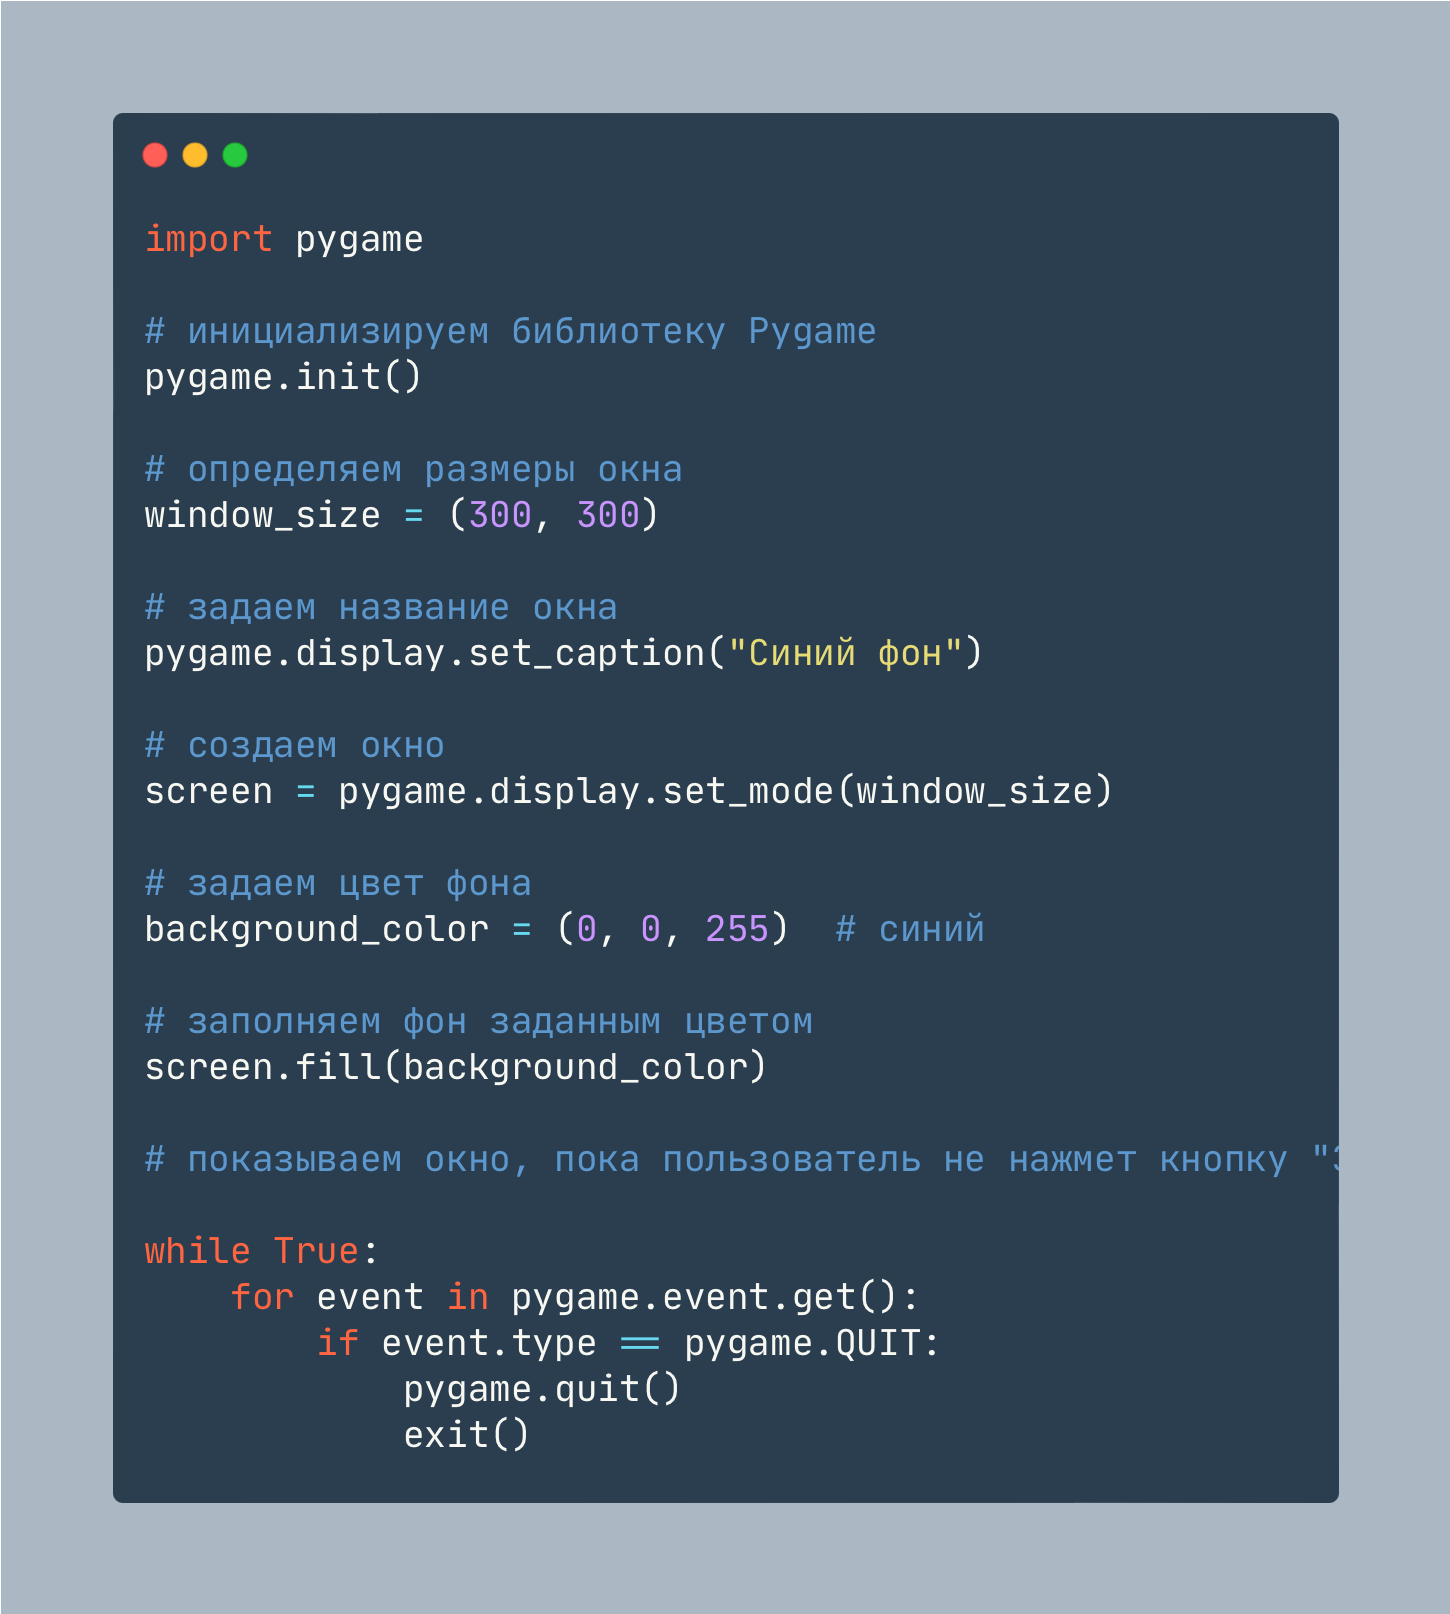 import pygame
# инициализируем библиотеку Pygame
pygame.init()
# определяем размеры окна
window_size = (300, 300)
# задаем название окна
pygame.display.set_caption("Синий фон")
# создаем окно
screen = pygame.display.set_mode(window_size)
# задаем цвет фона
background_color = (0, 0, 255)  # синий
# заполняем фон заданным цветом
screen.fill(background_color)
# показываем окно, пока пользователь не нажмет кнопку "
while True:
    for event in pygame.event.get():
        if event.type == pygame.QUIT:
            pygame.quit()
            exit()